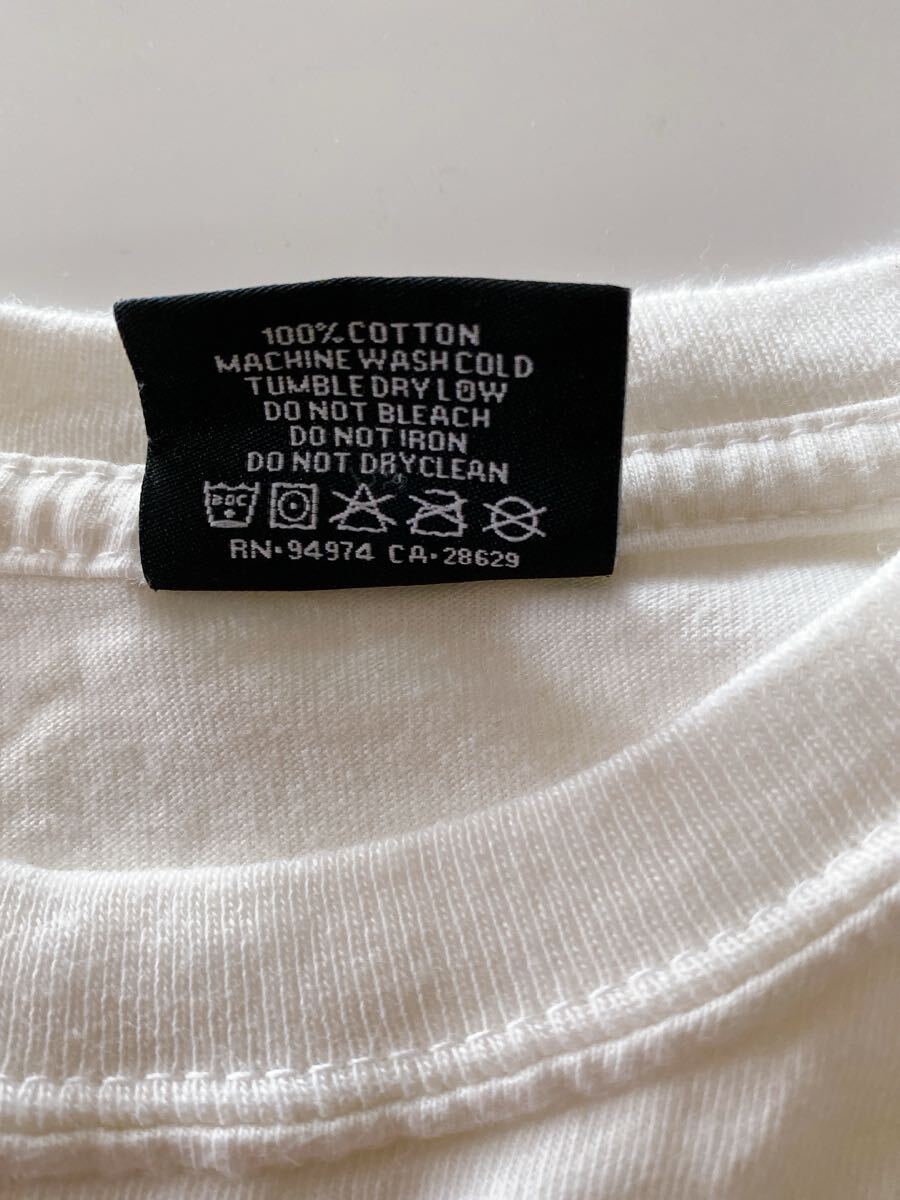 100% COTTON
MACHINE WASH COLD
TUMBLE DRY LOW
DO NOT BLEACH
DO NOT IRON
DO NOT DRYCLEAN
RN·94974 CA·28629